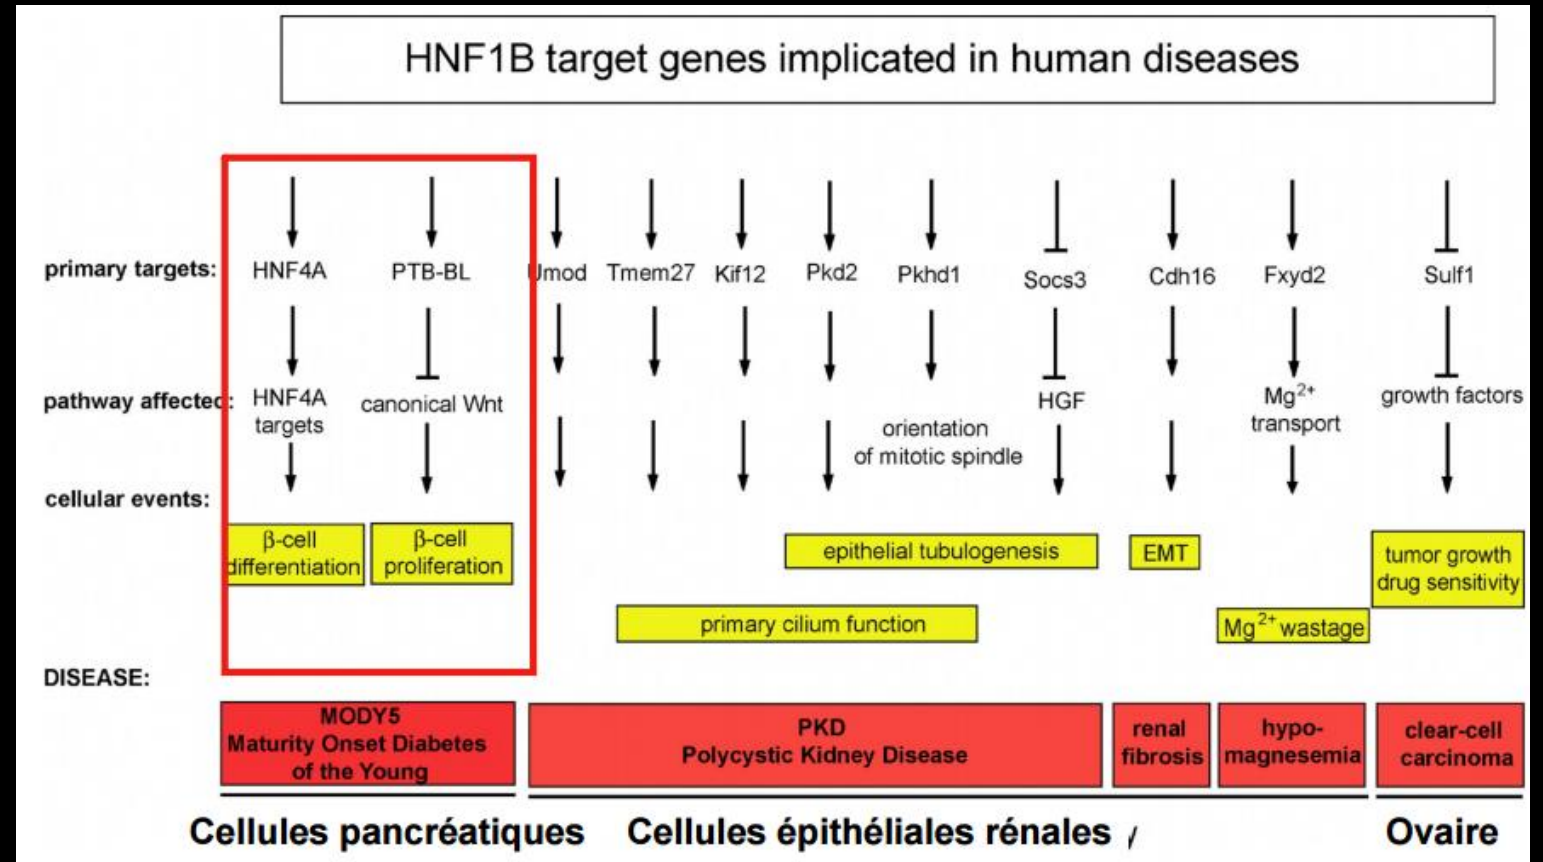 HNF1B target genes implicated in human diseases
primary targets: HNF4A PTB-BL Umod Tmem27 Kif12 Pkd2 Pkhd1 Socs3 Cdh16 Fxyd2 Sulf1
pathway affected: HNF4A canonical Wnt HGF Mg²⁺ growth factors
targets orientation transport
of mitotic spindle
cellular events:
β-cell β-cell epithelial tubulogenesis EMT tumor growth
differentiation proliferation drug sensitivity
primary cilium function Mg²⁺ wastage
DISEASE:
MODY5 PKD renal hypo- clear-cell
Maturity Onset Diabetes Polycystic Kidney Disease fibrosis magnesemia carcinoma
of the Young
Cellules pancréatiques Cellules épithéliales rénales Ovaire